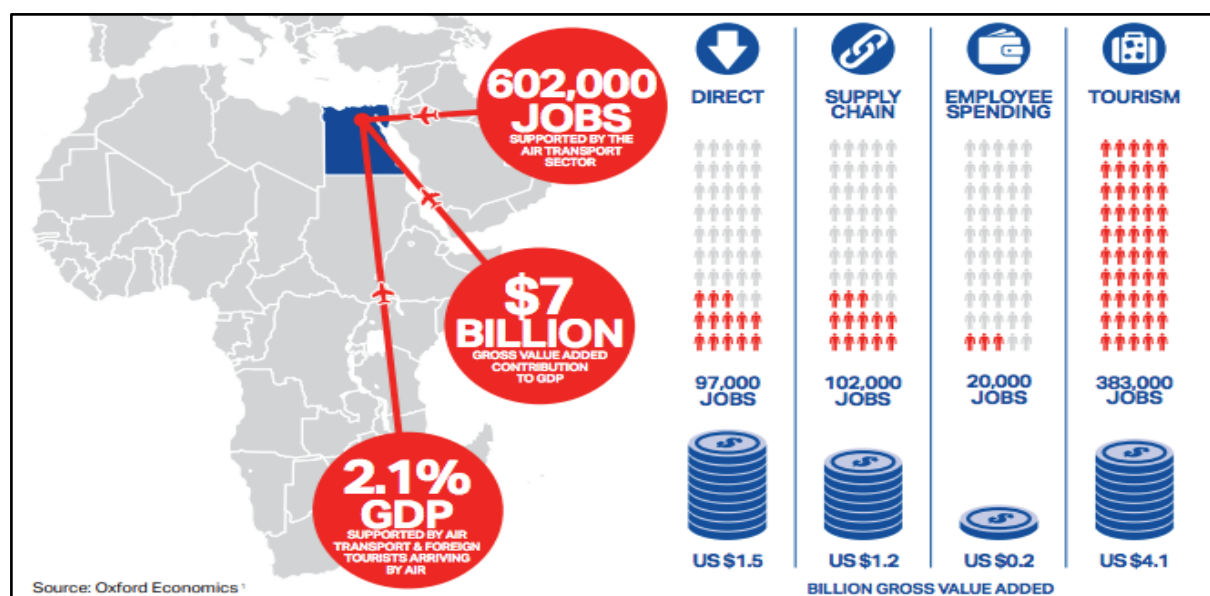 602,000
JOBS
SUPPORTED BY THE
AIR TRANSPORT
SECTOR
$7
BILLION
GROSS VALUE ADDED
CONTRIBUTION
TO GDP
2.1%
GDP
SUPPORTED BY AIR
TRANSPORT & FOREIGN
TOURISTS ARRIVING
BY AIR
Source: Oxford Economics ¹
DIRECT
97,000
JOBS
US $1.5
SUPPLY
CHAIN
102,000
JOBS
US $1.2
EMPLOYEE
SPENDING
20,000
JOBS
US $0.2
TOURISM
383,000
JOBS
US $4.1
BILLION GROSS VALUE ADDED